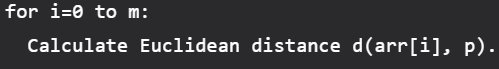 for i=0 to m:
  Calculate Euclidean distance d(arr[i], p).